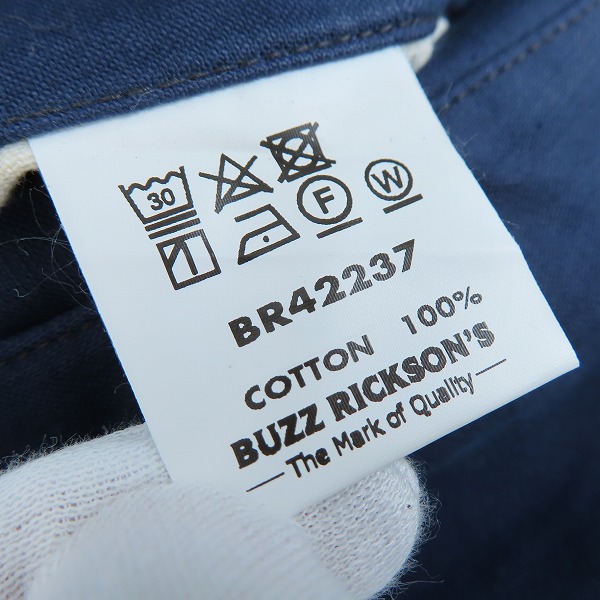 30
F
W
BR42237
COTTON 100%
BUZZ RICKSON'S
The Mark of Quality